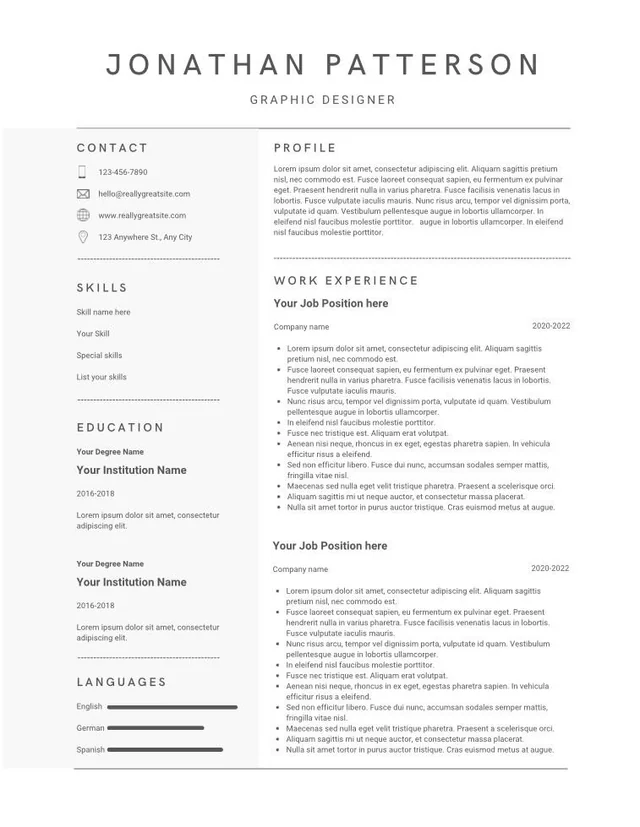 JONATHAN PATTERSON
GRAPHIC DESIGNER
CONTACT
123-456-7890
hello@reallygreatsite.com
www.reallygreatsite.com
123 Anywhere St., Any City
SKILLS
Skill name here
Your Skill
Special skills
List your skills
EDUCATION
Your Degree Name
Your Institution Name
2016-2018
Lorem ipsum dolor sit amet, consectetur
adipiscing elit.
Your Degree Name
Your Institution Name
2016-2018
Lorem ipsum dolor sit amet, consectetur
adipiscing elit.
LANGUAGES
English
German
Spanish
PROFILE
Lorem ipsum dolor sit amet, consectetur adipiscing elit. Aliquam sagittis pretium
nisl, nec commodo est. Fusce laoreet consequat sapien, eu fermentum ex pulvinar
eget. Praesent hendrerit nulla in varius pharetra. Fusce facilisis venenatis lacus in
lobortis. Fusce vulputate iaculis mauris. Nunc risus arcu, tempor vel dignissim porta,
vulputate id quam. Vestibulum pellentesque augue in lobortis ullamcorper. In
eleifend nisl faucibus molestie porttitor.   augue in lobortis ullamcorper. In eleifend
nisl faucibus molestie porttitor.
WORK EXPERIENCE
Your Job Position here
Company name 2020-2022
• Lorem ipsum dolor sit amet, consectetur adipiscing elit. Aliquam sagittis
pretium nisl, nec commodo est.
• Fusce laoreet consequat sapien, eu fermentum ex pulvinar eget. Praesent
hendrerit nulla in varius pharetra. Fusce facilisis venenatis lacus in lobortis.
Fusce vulputate iaculis mauris.
• Nunc risus arcu, tempor vel dignissim porta, vulputate id quam. Vestibulum
pellentesque augue in lobortis ullamcorper.
• In eleifend nisl faucibus molestie porttitor.
• Fusce nec tristique est. Aliquam erat volutpat.
• Aenean nisi neque, rhoncus in ex eget, egestas pharetra sapien. In vehicula
efficitur risus a eleifend.
• Sed non efficitur libero. Fusce dui nunc, accumsan sodales semper mattis,
fringilla vitae nisl.
• Maecenas sed nulla eget velit tristique pharetra. Praesent a scelerisque orci.
• Aliquam sagittis mi ut neque auctor, et consectetur massa placerat.
• Nulla sit amet tortor in purus auctor tristique. Cras euismod metus at augue.
Your Job Position here
Company name 2020-2022
• Lorem ipsum dolor sit amet, consectetur adipiscing elit. Aliquam sagittis
pretium nisl, nec commodo est.
• Fusce laoreet consequat sapien, eu fermentum ex pulvinar eget. Praesent
hendrerit nulla in varius pharetra. Fusce facilisis venenatis lacus in lobortis.
Fusce vulputate iaculis mauris.
• Nunc risus arcu, tempor vel dignissim porta, vulputate id quam. Vestibulum
pellentesque augue in lobortis ullamcorper.
• In eleifend nisl faucibus molestie porttitor.
• Fusce nec tristique est. Aliquam erat volutpat.
• Aenean nisi neque, rhoncus in ex eget, egestas pharetra sapien. In vehicula
efficitur risus a eleifend.
• Sed non efficitur libero. Fusce dui nunc, accumsan sodales semper mattis,
fringilla vitae nisl.
• Maecenas sed nulla eget velit tristique pharetra. Praesent a scelerisque orci.
• Aliquam sagittis mi ut neque auctor, et consectetur massa placerat.
• Nulla sit amet tortor in purus auctor tristique. Cras euismod metus at augue.